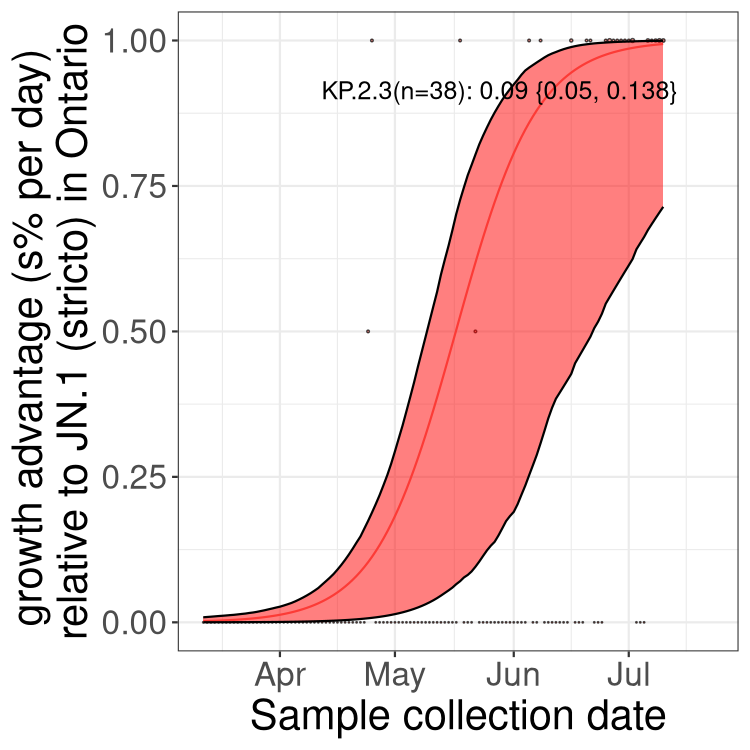 growth advantage (s% per day)
relative to JN.1 (stricto) in Ontario
1.00
0.75
0.50
0.25
0.00
KP.2.3(n=38): 0.09 {0.05, 0.138}
Apr May Jun Jul
Sample collection date